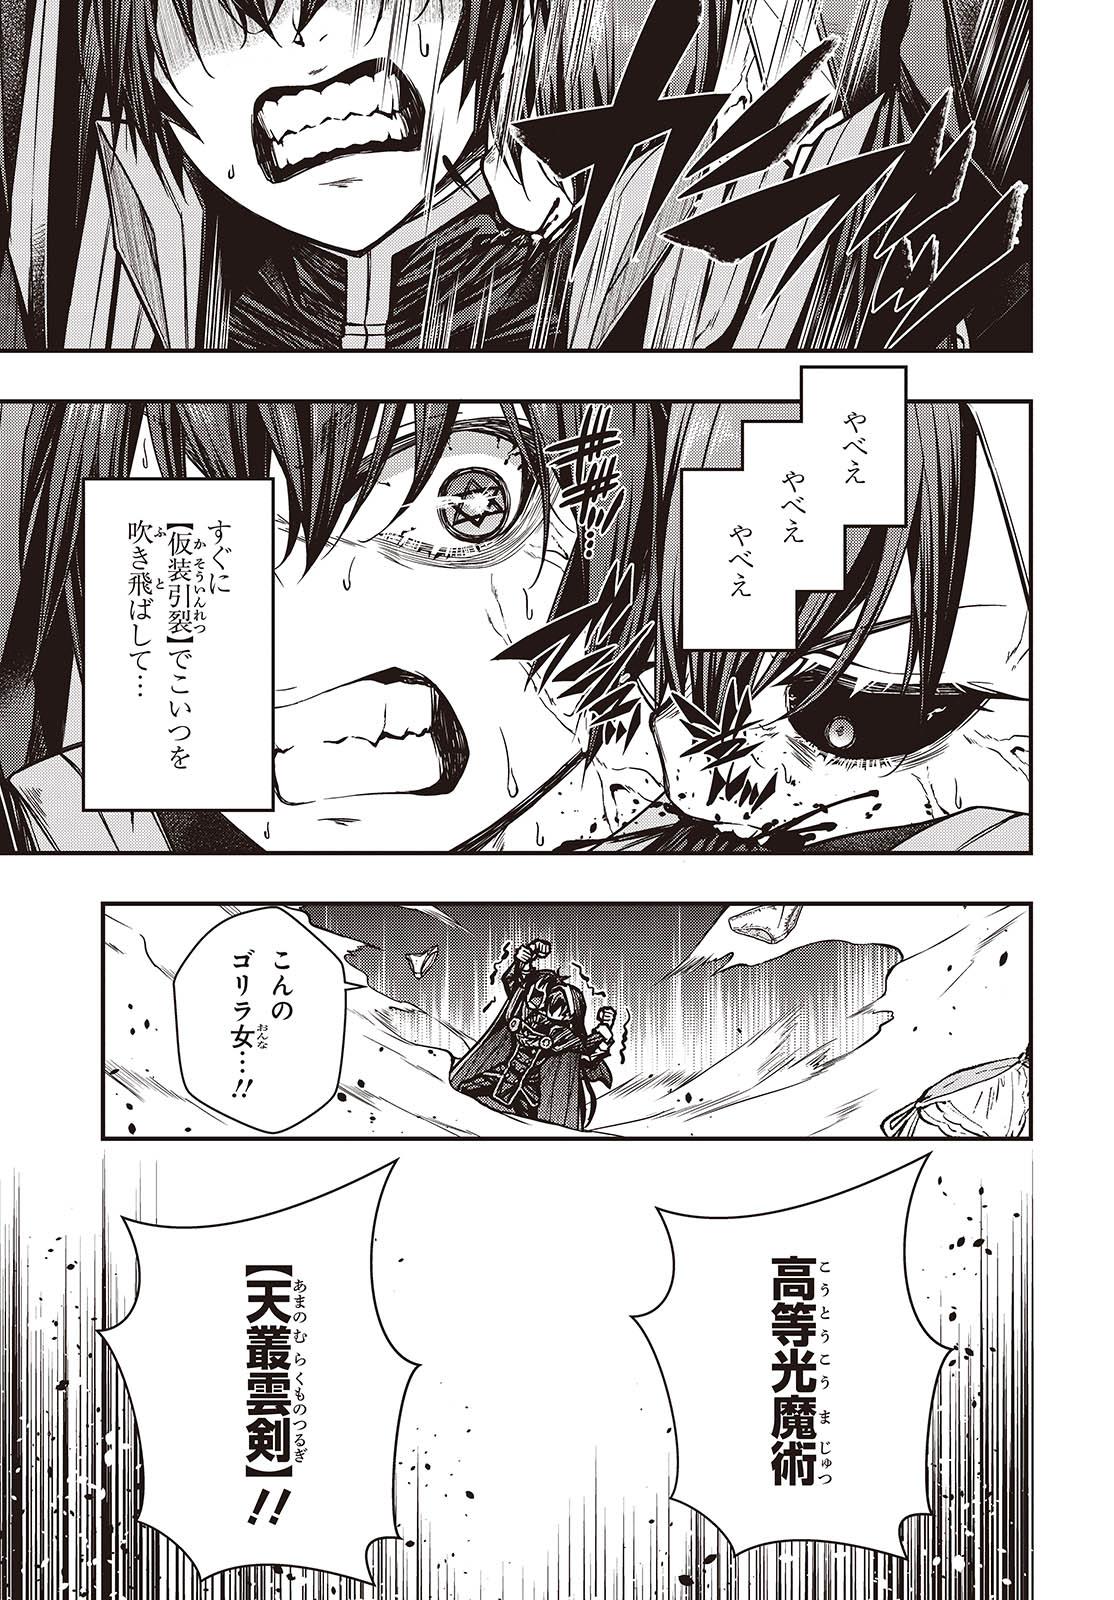 やべえ
やべえ
やべえ
すぐに
【仮装引裂】でこいつを
吹き飛ばして…
こんの
ゴリラ女…!!
高等光魔術
【天叢雲剣】!!